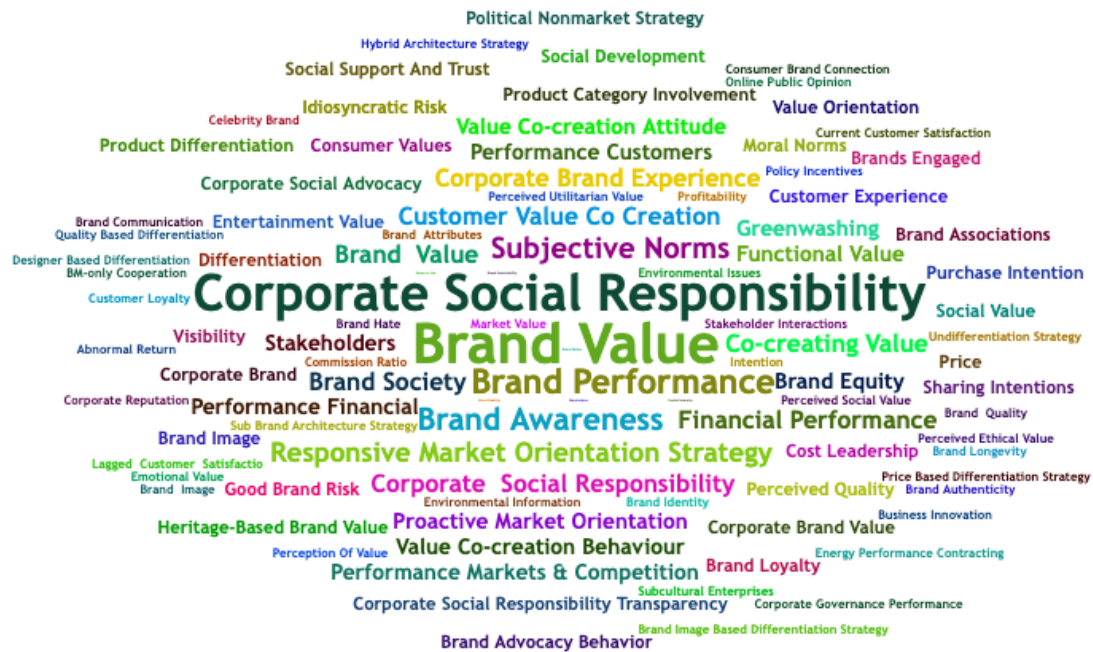 Political Nonmarket Strategy
Hybrid Architecture Strategy
Social Development
Social Support And Trust
Consumer Brand Connection
Online Public Opinion
Product Category Involvement
Idiosyncratic Risk
Value Orientation
Celebrity Brand
Value Co-creation Attitude
Current Customer Satisfaction
Product Differentiation
Consumer Values
Performance Customers
Moral Norms
Brands Engaged
Policy Incentives
Corporate Social Advocacy
Corporate Brand Experience
Perceived Utilitarian Value
Profitability
Customer Experience
Brand Communication
Entertainment Value
Customer Value Co Creation
Greenwashing
Quality Based Differentiation
Brand  Attributes
Brand Associations
Designer Based Differentiation
Differentiation
Brand  Value
Subjective Norms
Functional Value
BM-only Cooperation
Environmental Issues
Purchase Intention
Customer Loyalty
Corporate Social Responsibility
Social Value
Brand Hate
Market Value
Stakeholder Interactions
Visibility
Stakeholders
Brand Value
Co-creating Value
Undifferentiation Strategy
Abnormal Return
Commission Ratio
Intention
Price
Corporate Brand
Brand Society
Brand Performance
Brand Equity
Sharing Intentions
Corporate Reputation
Performance Financial
Perceived Social Value
Brand  Quality
Sub Brand Architecture Strategy
Brand Awareness
Financial Performance
Brand Image
Perceived Ethical Value
Responsive Market Orientation Strategy
Cost Leadership
Brand Longevity
Lagged  Customer  Satisfactio
Emotional Value
Price Based Differentiation Strategy
Brand  Image
Good Brand Risk
Corporate  Social Responsibility
Perceived Quality
Brand Authenticity
Environmental Information
Brand Identity
Business Innovation
Heritage-Based Brand Value
Proactive Market Orientation
Corporate Brand Value
Perception Of Value
Value Co-creation Behaviour
Energy Performance Contracting
Performance Markets & Competition
Brand Loyalty
Subcultural Enterprises
Corporate Social Responsibility Transparency
Corporate Governance Performance
Brand Image Based Differentiation Strategy
Brand Advocacy Behavior